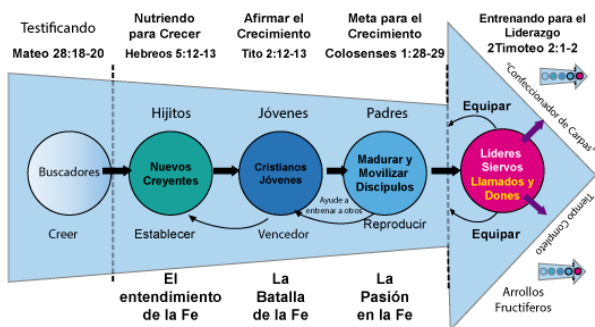 Testificando
Mateo 28:18-20
Nutriendo
para Crecer
Hebreos 5:12-13
Afirmar el
Crecimiento
Tito 2:12-13
Meta para el
Crecimiento
Colosenses 1:28-29
Entrenando para el
Liderazgo
2Timoteo 2:1-2
Hijitos
Jóvenes
Padres
Equipar
"Confeccionador de Carpas"
Buscadores
Nuevos
Creyentes
Cristianos
Jóvenes
Madurar y
Movilizar
Discípulos
Líderes
Siervos
Llamados y
Dones
Ayude a
entrenar a otros
Creer
Establecer
Vencedor
Reproducir
Equipar
Tiempo Completo
El
entendimiento
de la Fe
La
Batalla
de la Fe
La
Pasión
en la Fe
Arrollos
Fructíferos